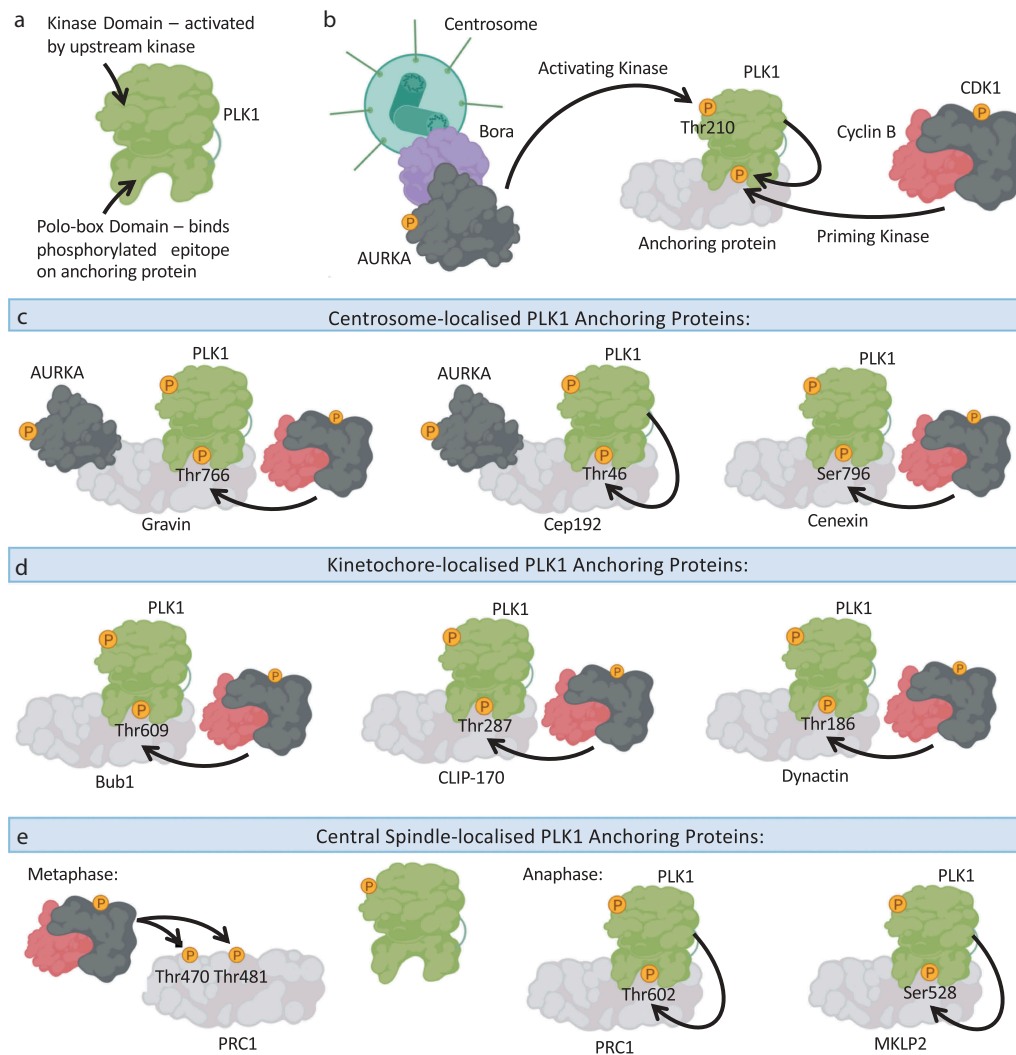 a
Kinase Domain – activated
by upstream kinase
PLK1
Polo-box Domain – binds
phosphorylated epitope
on anchoring protein
b
Centrosome
Activating Kinase
PLK1
CDK1
P
Thr210
Bora
Cyclin B
P
P
P
AURKA
Anchoring protein
Priming Kinase
c
Centrosome-localised PLK1 Anchoring Proteins:
PLK1
AURKA
P
P
P
P
Thr766
Gravin
PLK1
AURKA
P
P
P
Thr46
Cep192
PLK1
P
P
P
Ser796
Cenexin
d
Kinetochore-localised PLK1 Anchoring Proteins:
PLK1
P
P
P
Thr609
Bub1
PLK1
P
P
P
Thr287
CLIP-170
PLK1
P
P
P
Thr186
Dynactin
e
Central Spindle-localised PLK1 Anchoring Proteins:
Metaphase:
P
P
P
Thr470 Thr481
PRC1
P
Anaphase:
PLK1
P
P
Thr602
PRC1
PLK1
P
P
Ser528
MKLP2